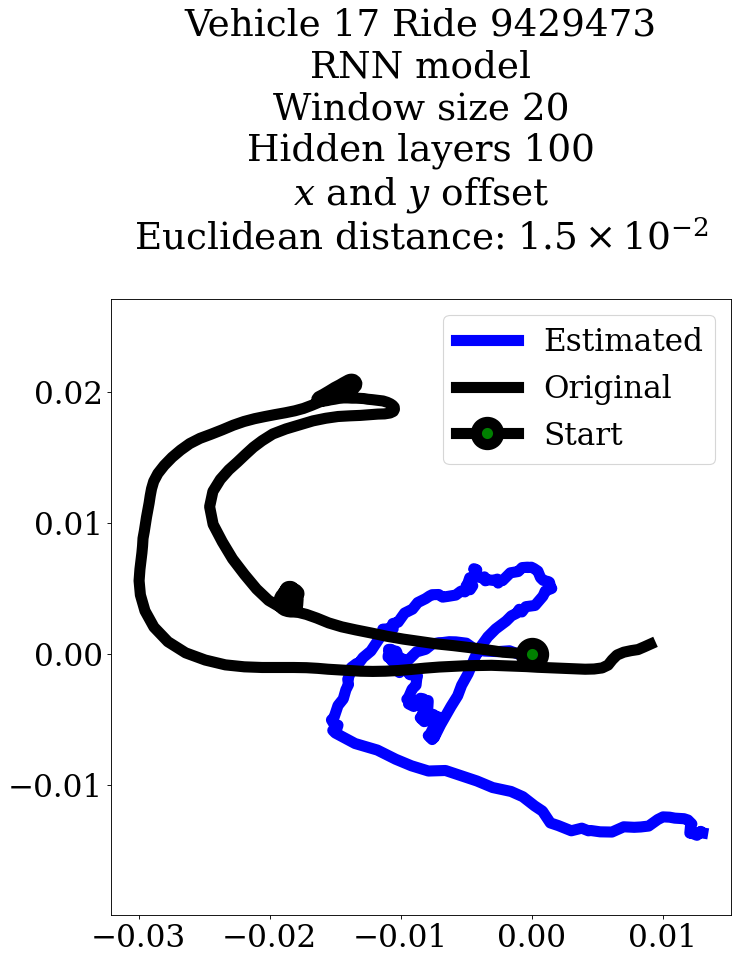 Vehicle 17 Ride 9429473
RNN model
Window size 20
Hidden layers 100
x and y offset
Euclidean distance: 1.5 × 10⁻²
Estimated
Original
Start
0.02
0.01
0.00
−0.01
−0.03 −0.02 −0.01 0.00 0.01